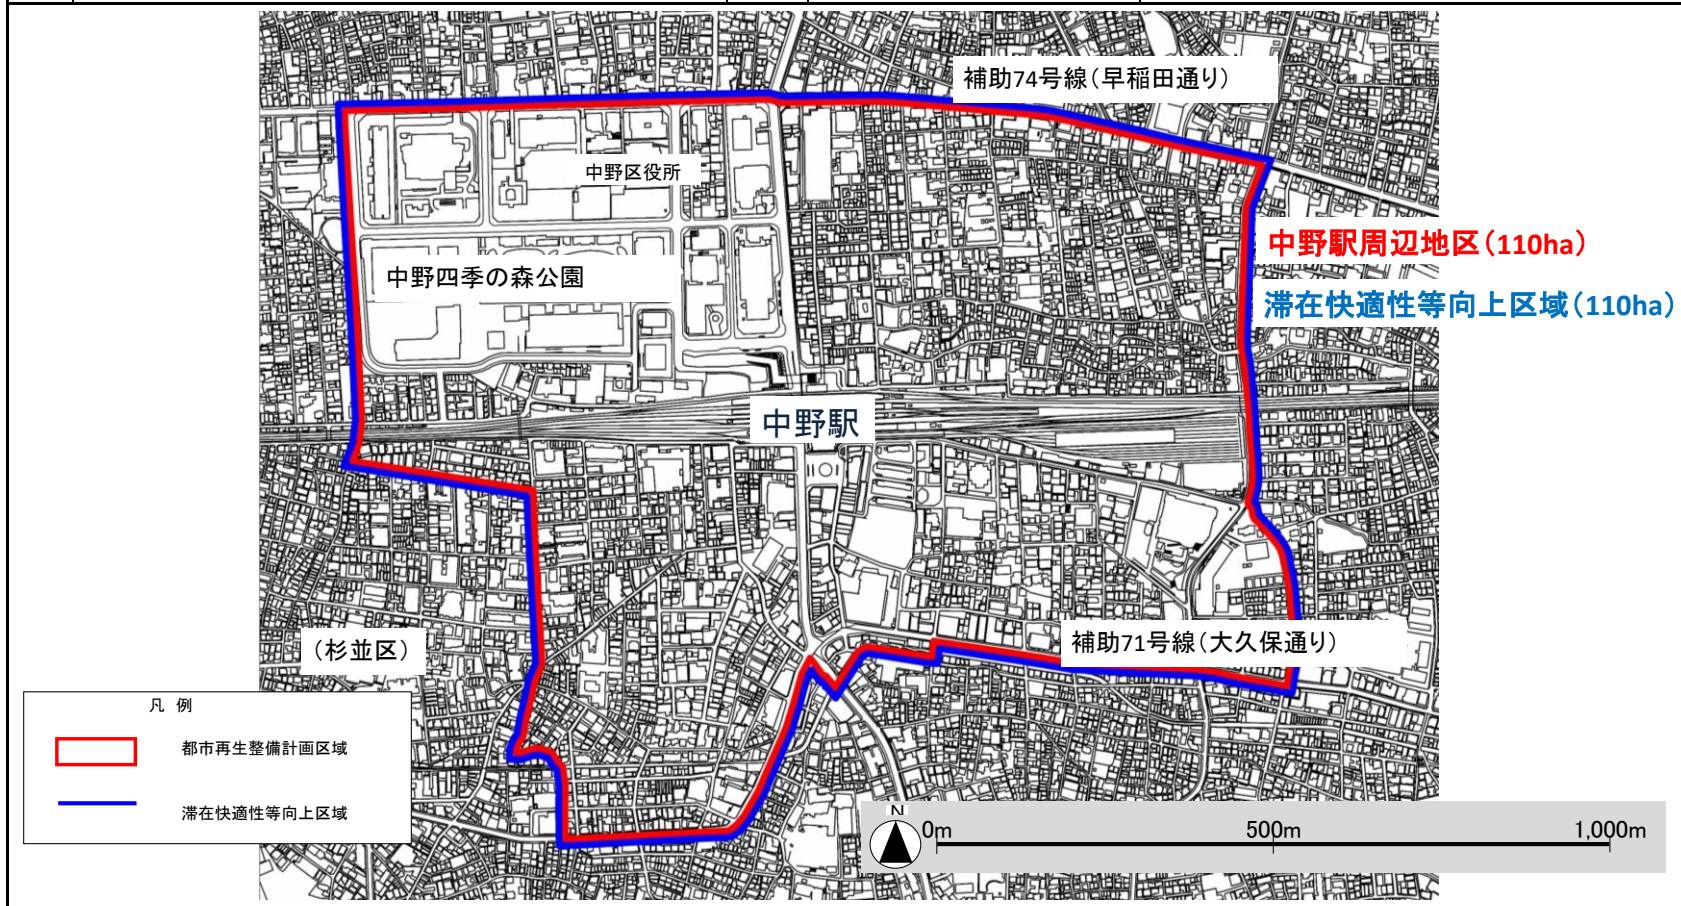 補助74号線（早稲田通り）
中野区役所
中野駅周辺地区（110ha）
中野四季の森公園
滞在快適性等向上区域（110ha）
中野駅
補助71号線（大久保通り）
（杉並区）
凡 例
都市再生整備計画区域
滞在快適性等向上区域
N
0m
500m
1,000m